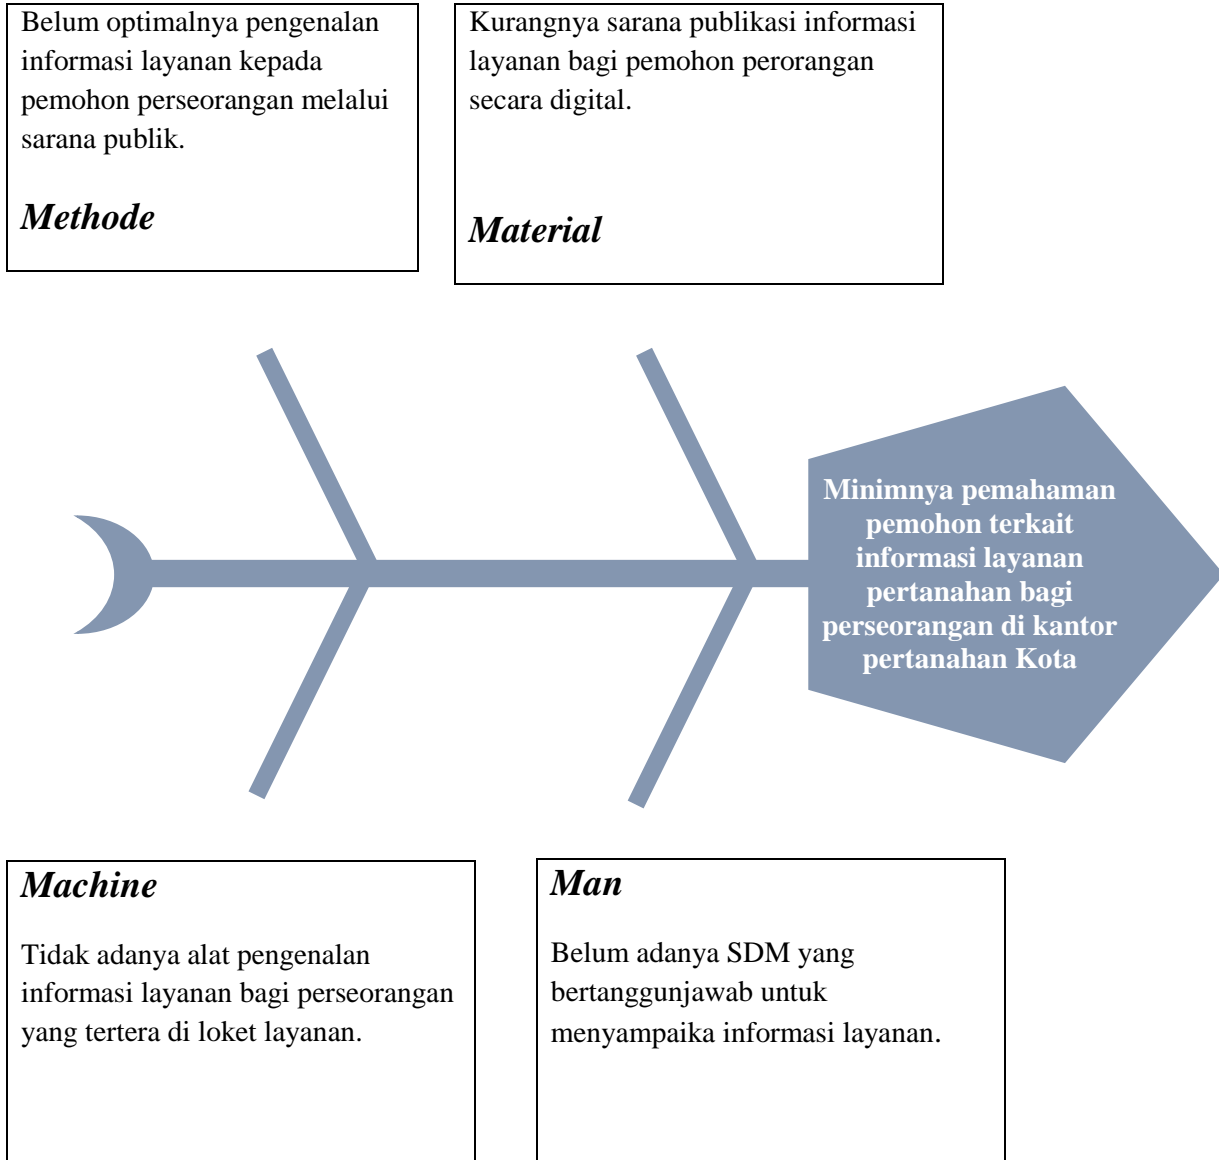 Belum optimalnya pengenalan
informasi layanan kepada
pemohon perseorangan melalui
sarana publik.
Methode
Kurangnya sarana publikasi informasi
layanan bagi pemohon perorangan
secara digital.
Material
Minimnya pemahaman
pemohon terkait
informasi layanan
pertanahan bagi
perseorangan di kantor
pertanahan Kota
Machine
Tidak adanya alat pengenalan
informasi layanan bagi perseorangan
yang tertera di loket layanan.
Man
Belum adanya SDM yang
bertanggunjawab untuk
menyampaika informasi layanan.